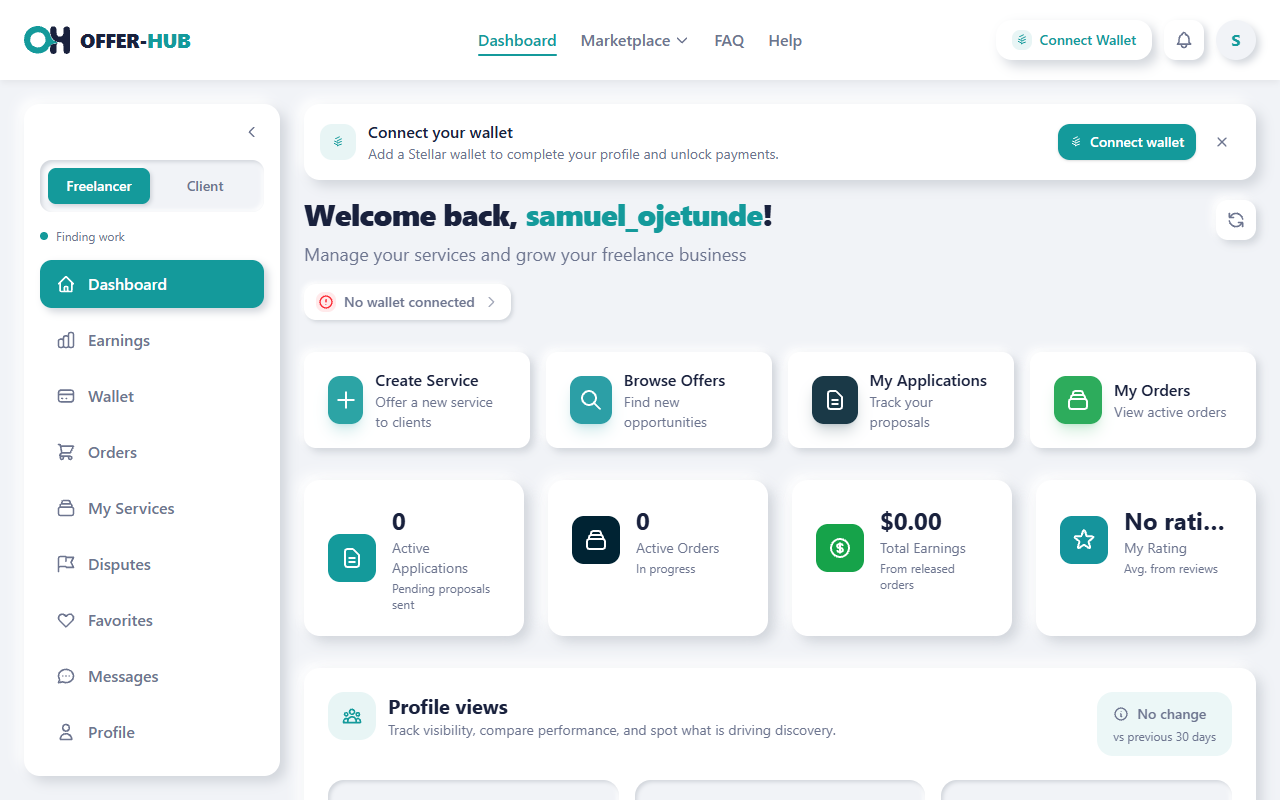 OFFER-HUB
Dashboard
Marketplace
FAQ
Help
Connect Wallet
S
Freelancer
Client
Finding work
Dashboard
Earnings
Wallet
Orders
My Services
Disputes
Favorites
Messages
Profile
Connect your wallet
Add a Stellar wallet to complete your profile and unlock payments.
Connect wallet
Welcome back, samuel_ojetunde!
Manage your services and grow your freelance business
No wallet connected
Create Service
Offer a new service
to clients
Browse Offers
Find new
opportunities
My Applications
Track your
proposals
My Orders
View active orders
0
Active
Applications
Pending proposals
sent
0
Active Orders
In progress
$0.00
Total Earnings
From released
orders
No rati...
My Rating
Avg. from reviews
Profile views
Track visibility, compare performance, and spot what is driving discovery.
No change
vs previous 30 days